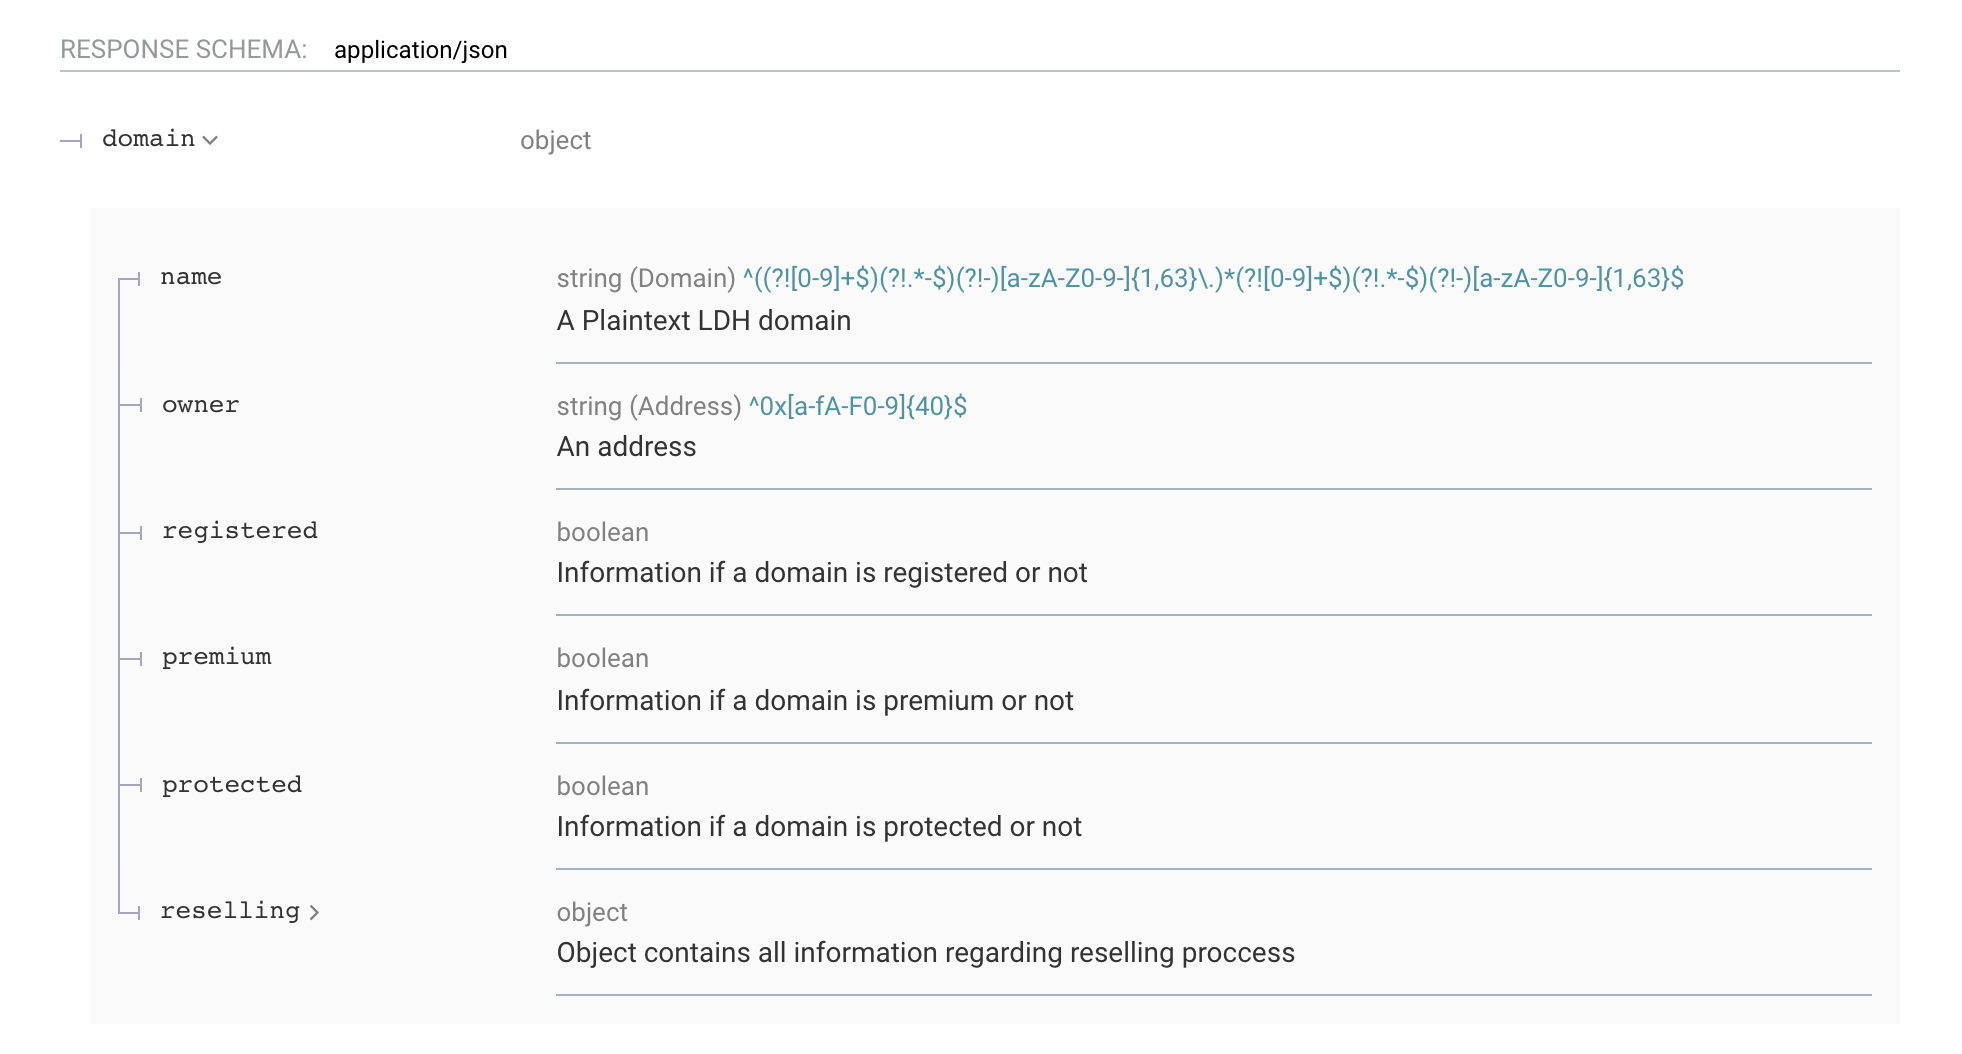 RESPONSE SCHEMA: application/json
domain object
name string (Domain) ^((?![0-9]+$)(?!.*-$)(?!-)[a-zA-Z0-9-]{1,63}\.)*(?![0-9]+$)(?!.*-$)(?!-)[a-zA-Z0-9-]{1,63}$
A Plaintext LDH domain
owner string (Address) ^0x[a-fA-F0-9]{40}$
An address
registered boolean
Information if a domain is registered or not
premium boolean
Information if a domain is premium or not
protected boolean
Information if a domain is protected or not
reselling object
Object contains all information regarding reselling proccess